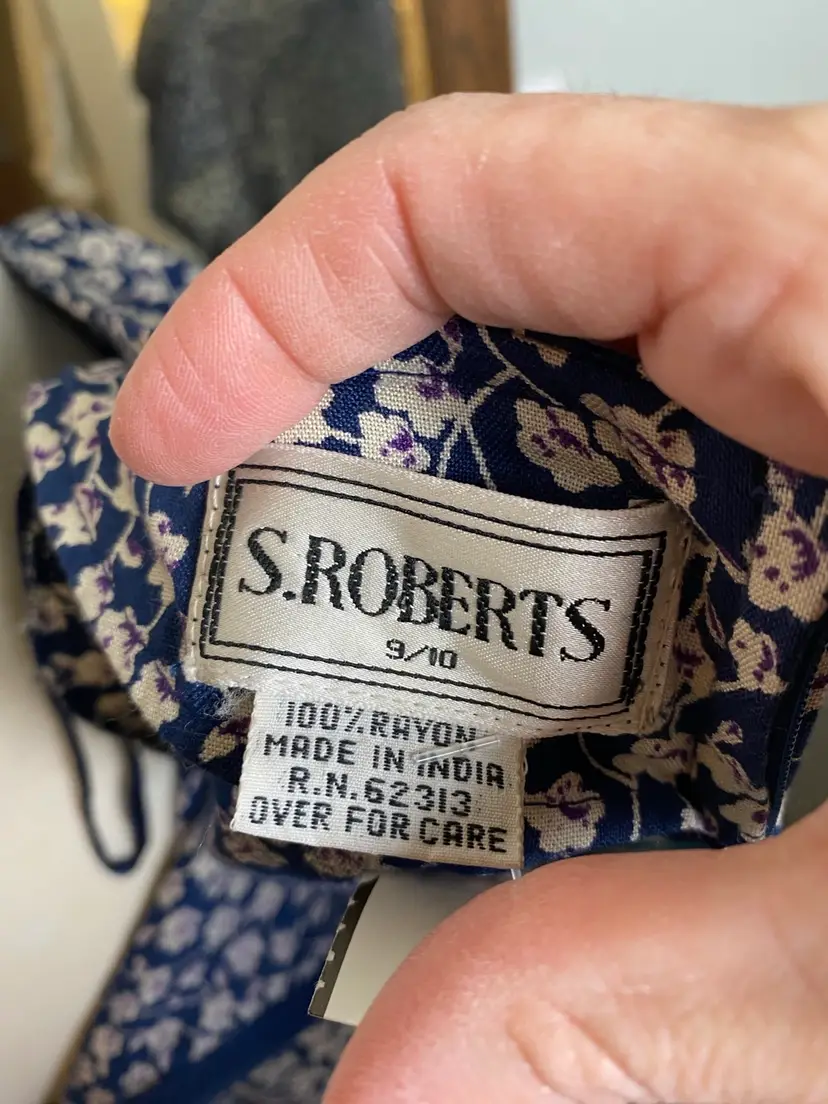 S.ROBERTS
9/10
100% RAYON
MADE IN INDIA
R.N.62313
OVER FOR CARE